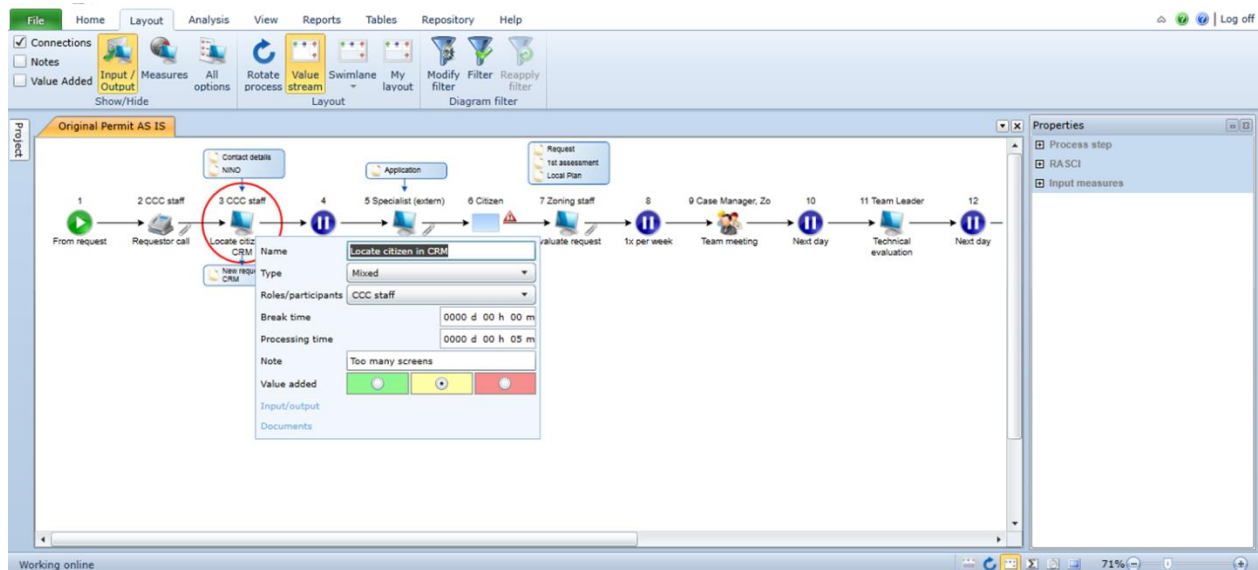 File Home Layout Analysis View Reports Tables Repository Help Log off
Connections
Notes
Value Added
Input / Output
Measures
All options
Show/Hide
Rotate process
Value stream
Swimlane
My layout
Layout
Modify filter
Filter
Reapply filter
Diagram filter
Project
Original Permit AS IS
Properties
Process step
RASCI
Input measures
Contact details
NINO
Application
Request
1st assessment
Local Plan
1 2 CCC staff 3 CCC staff 4 5 Specialist (extern) 6 Citizen 7 Zoning staff 8 9 Case Manager, Zo 10 11 Team Leader 12
From request
Requestor call
Locate citiz
CRM
valuate request
1x per week
Team meeting
Next day
Technical
evaluation
Next day
New requ
CRM
Name Locate citizen in CRM
Type Mixed
Roles/participants CCC staff
Break time 0000 d 00 h 00 m
Processing time 0000 d 00 h 05 m
Note Too many screens
Value added
Input/output
Documents
Working online 71%